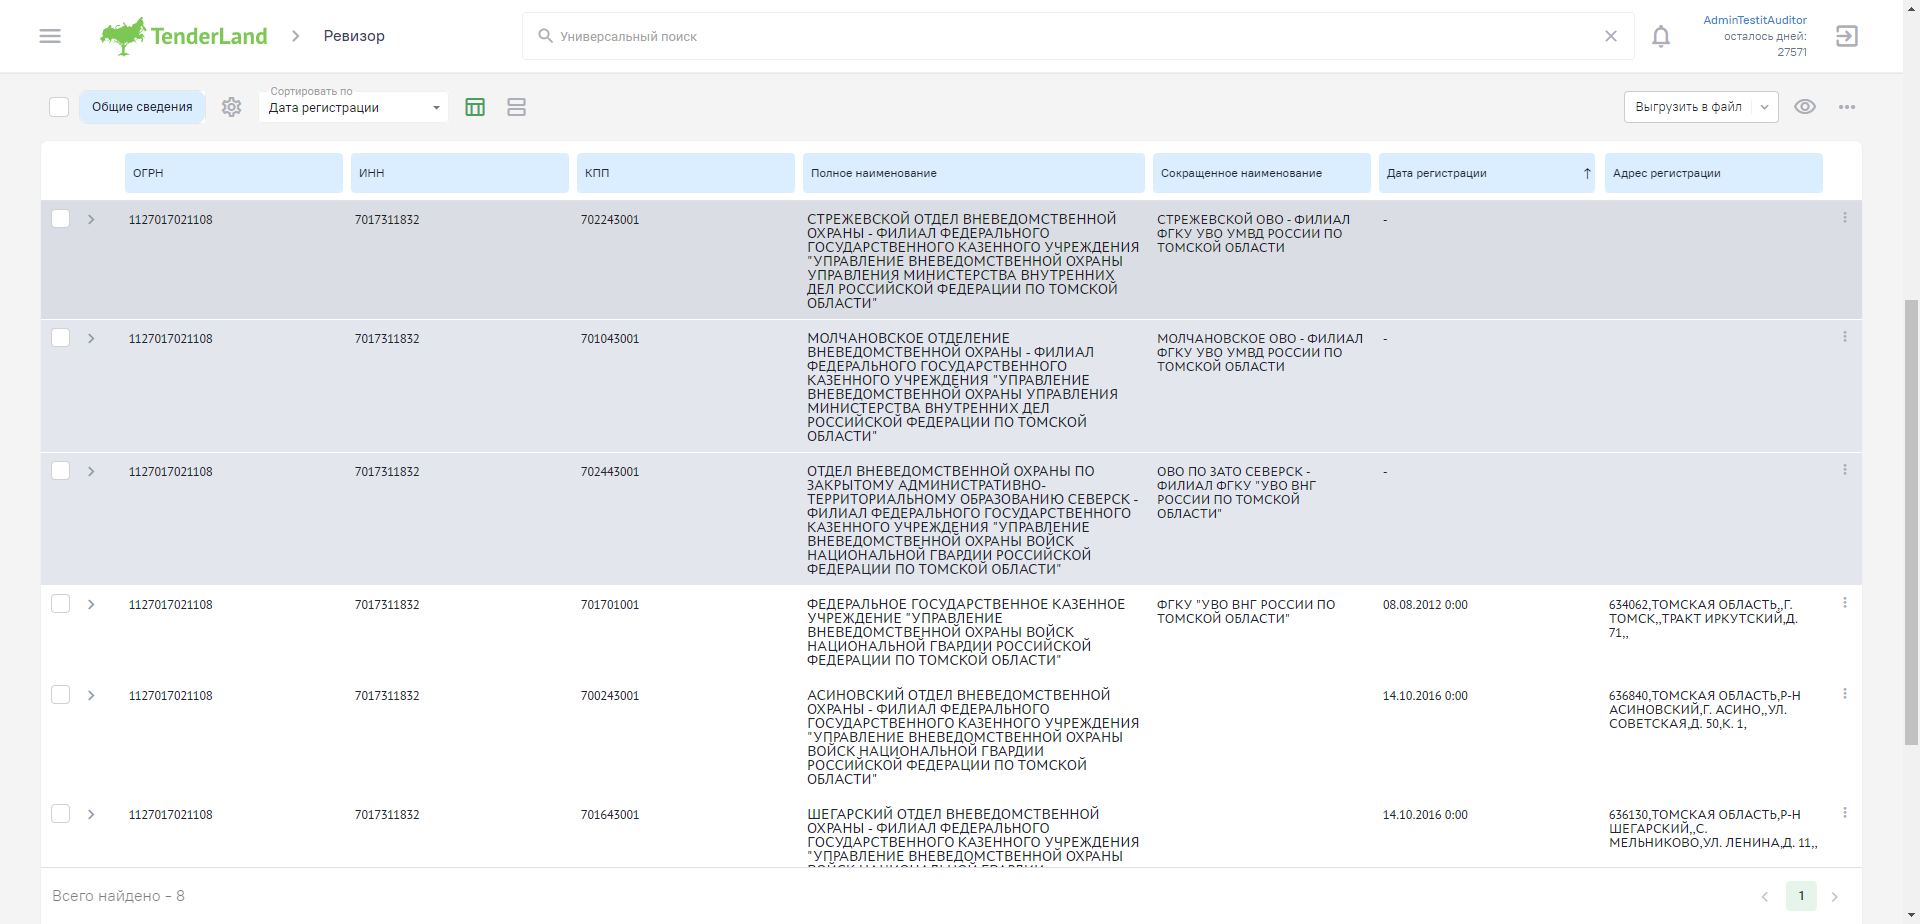 TenderLand
Ревизор
Универсальный поиск
AdminTestitAuditor
осталось дней:
27571
Общие сведения
Сортировать по
Дата регистрации
Выгрузить в файл
ОГРН
ИНН
КПП
Полное наименование
Сокращенное наименование
Дата регистрации
Адрес регистрации
1127017021108
7017311832
702243001
СТРЕЖЕВСКОЙ ОТДЕЛ ВНЕВЕДОМСТВЕННОЙ
ОХРАНЫ - ФИЛИАЛ ФЕДЕРАЛЬНОГО
ГОСУДАРСТВЕННОГО КАЗЕННОГО УЧРЕЖДЕНИЯ
"УПРАВЛЕНИЕ ВНЕВЕДОМСТВЕННОЙ ОХРАНЫ
УПРАВЛЕНИЯ МИНИСТЕРСТВА ВНУТРЕННИХ
ДЕЛ РОССИЙСКОЙ ФЕДЕРАЦИИ ПО ТОМСКОЙ
ОБЛАСТИ"
СТРЕЖЕВСКОЙ ОВО - ФИЛИАЛ
ФГКУ УВО УМВД РОССИИ ПО
ТОМСКОЙ ОБЛАСТИ
-
1127017021108
7017311832
701043001
МОЛЧАНОВСКОЕ ОТДЕЛЕНИЕ
ВНЕВЕДОМСТВЕННОЙ ОХРАНЫ - ФИЛИАЛ
ФЕДЕРАЛЬНОГО ГОСУДАРСТВЕННОГО
КАЗЕННОГО УЧРЕЖДЕНИЯ "УПРАВЛЕНИЕ
ВНЕВЕДОМСТВЕННОЙ ОХРАНЫ УПРАВЛЕНИЯ
МИНИСТЕРСТВА ВНУТРЕННИХ ДЕЛ
РОССИЙСКОЙ ФЕДЕРАЦИИ ПО ТОМСКОЙ
ОБЛАСТИ"
МОЛЧАНОВСКОЕ ОВО - ФИЛИАЛ
ФГКУ УВО УМВД РОССИИ ПО
ТОМСКОЙ ОБЛАСТИ
-
1127017021108
7017311832
702443001
ОТДЕЛ ВНЕВЕДОМСТВЕННОЙ ОХРАНЫ ПО
ЗАКРЫТОМУ АДМИНИСТРАТИВНО-
ТЕРРИТОРИАЛЬНОМУ ОБРАЗОВАНИЮ СЕВЕРСК -
ФИЛИАЛ ФЕДЕРАЛЬНОГО ГОСУДАРСТВЕННОГО
КАЗЕННОГО УЧРЕЖДЕНИЯ "УПРАВЛЕНИЕ
ВНЕВЕДОМСТВЕННОЙ ОХРАНЫ ВОЙСК
НАЦИОНАЛЬНОЙ ГВАРДИИ РОССИЙСКОЙ
ФЕДЕРАЦИИ ПО ТОМСКОЙ ОБЛАСТИ"
ОВО ПО ЗАТО СЕВЕРСК -
ФИЛИАЛ ФГКУ "УВО ВНГ
РОССИИ ПО ТОМСКОЙ
ОБЛАСТИ"
-
1127017021108
7017311832
701701001
ФЕДЕРАЛЬНОЕ ГОСУДАРСТВЕННОЕ КАЗЕННОЕ
УЧРЕЖДЕНИЕ "УПРАВЛЕНИЕ
ВНЕВЕДОМСТВЕННОЙ ОХРАНЫ ВОЙСК
НАЦИОНАЛЬНОЙ ГВАРДИИ РОССИЙСКОЙ
ФЕДЕРАЦИИ ПО ТОМСКОЙ ОБЛАСТИ"
ФГКУ "УВО ВНГ РОССИИ ПО
ТОМСКОЙ ОБЛАСТИ"
08.08.2012 0:00
634062,ТОМСКАЯ ОБЛАСТЬ,,Г.
ТОМСК,,ТРАКТ ИРКУТСКИЙ,Д.
71,,
1127017021108
7017311832
700243001
АСИНОВСКИЙ ОТДЕЛ ВНЕВЕДОМСТВЕННОЙ
ОХРАНЫ - ФИЛИАЛ ФЕДЕРАЛЬНОГО
ГОСУДАРСТВЕННОГО КАЗЕННОГО УЧРЕЖДЕНИЯ
"УПРАВЛЕНИЕ ВНЕВЕДОМСТВЕННОЙ ОХРАНЫ
ВОЙСК НАЦИОНАЛЬНОЙ ГВАРДИИ
РОССИЙСКОЙ ФЕДЕРАЦИИ ПО ТОМСКОЙ
ОБЛАСТИ"
14.10.2016 0:00
636840,ТОМСКАЯ ОБЛАСТЬ,Р-Н
АСИНОВСКИЙ,Г. АСИНО,,УЛ.
СОВЕТСКАЯ,Д. 50,К. 1,
1127017021108
7017311832
701643001
ШЕГАРСКИЙ ОТДЕЛ ВНЕВЕДОМСТВЕННОЙ
ОХРАНЫ - ФИЛИАЛ ФЕДЕРАЛЬНОГО
ГОСУДАРСТВЕННОГО КАЗЕННОГО УЧРЕЖДЕНИЯ
"УПРАВЛЕНИЕ ВНЕВЕДОМСТВЕННОЙ ОХРАНЫ
14.10.2016 0:00
636130,ТОМСКАЯ ОБЛАСТЬ,Р-Н
ШЕГАРСКИЙ,,С.
МЕЛЬНИКОВО,УЛ. ЛЕНИНА,Д. 11,,
Всего найдено - 8
1